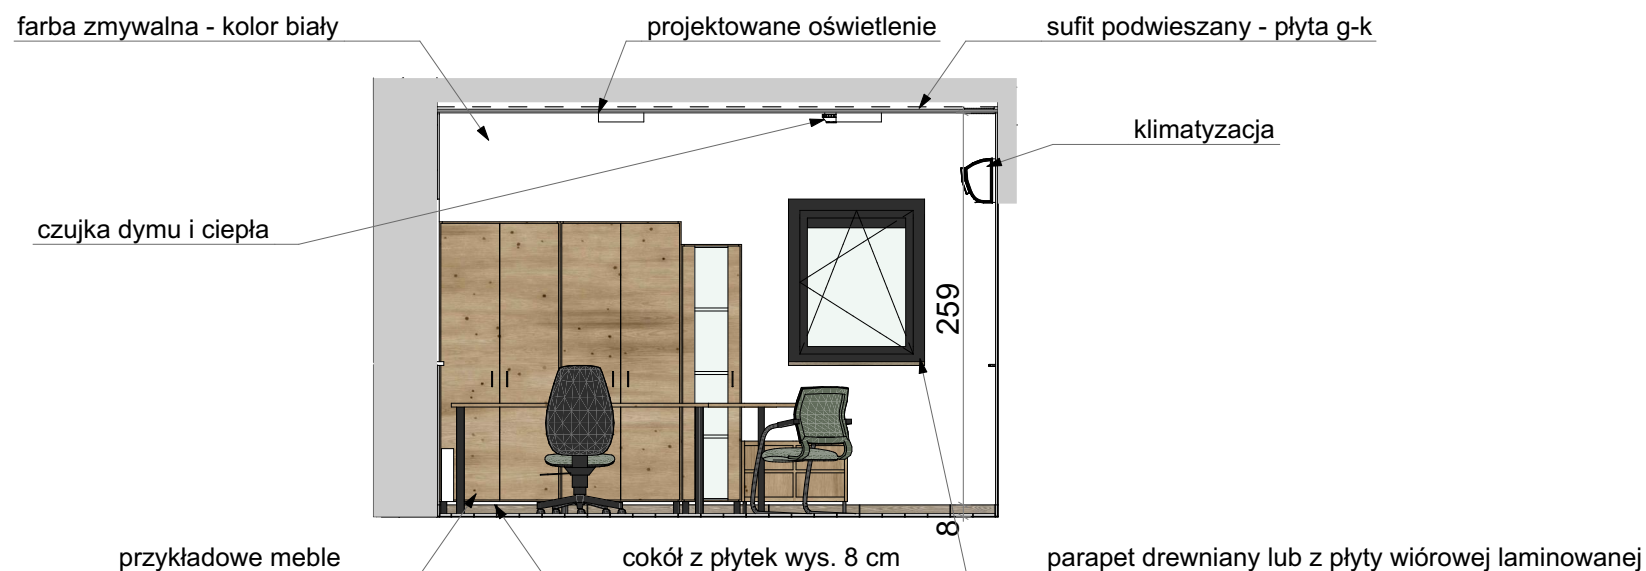 farba zmywalna - kolor biały
projektowane oświetlenie
sufit podwieszany - płyta g-k
klimatyzacja
czujka dymu i ciepła
259
8
przykładowe meble
cokół z płytek wys. 8 cm
parapet drewniany lub z płyty wiórowej laminowanej